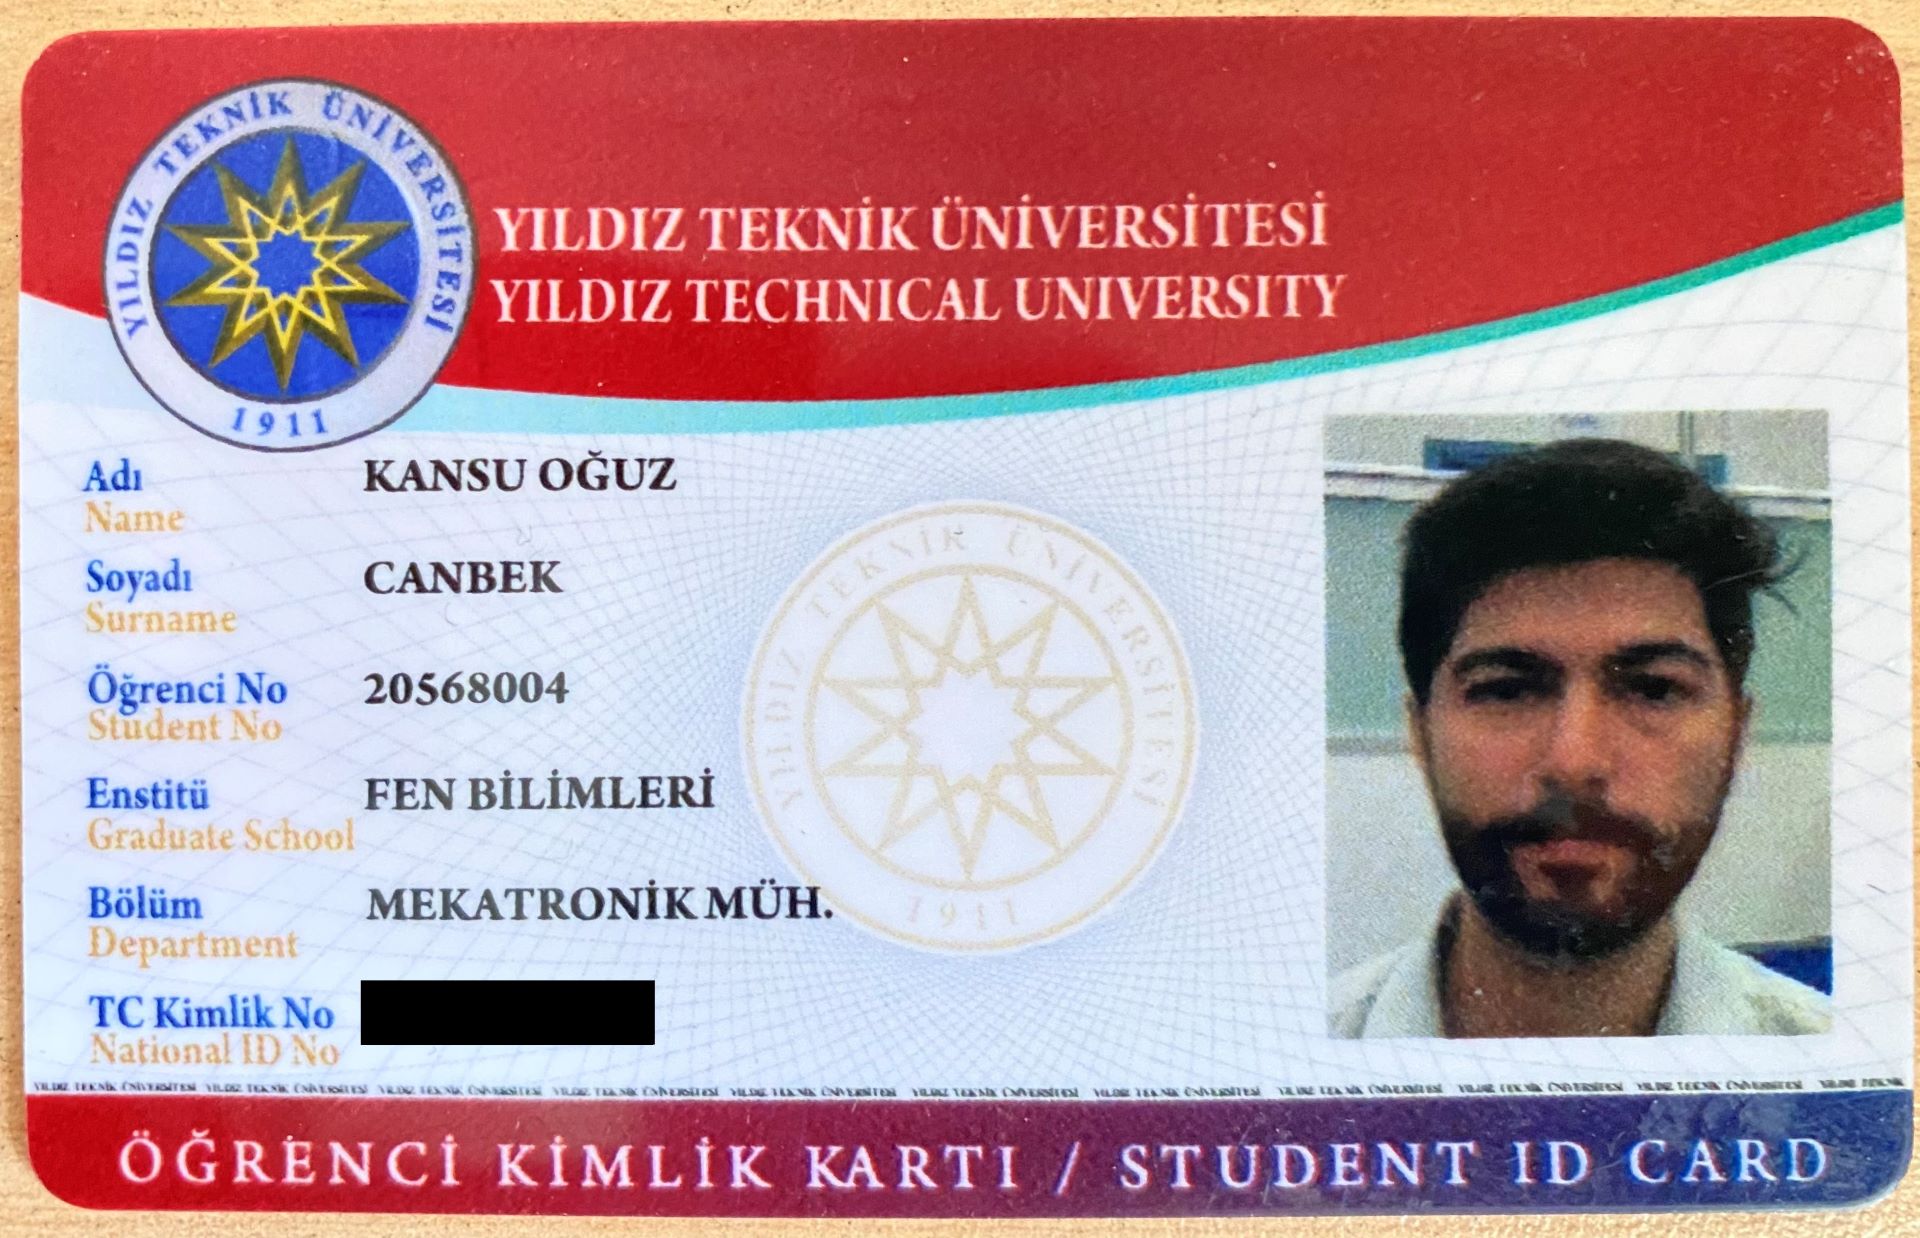 YILDIZ TEKNİK ÜNİVERSİTESİ
1911
YILDIZ TEKNİK ÜNİVERSİTESİ
YILDIZ TECHNICAL UNIVERSITY
Adı KANSU OĞUZ
Name
Soyadı CANBEK
Surname
Öğrenci No 20568004
Student No
Enstitü FEN BİLİMLERİ
Graduate School
Bölüm MEKATRONİK MÜH.
Department
TC Kimlik No
National ID No
YILDIZ TEKNİK ÜNİVERSİTESİ
1911
YILDIZ TEKNİK ÜNİVERSİTESİ YILDIZ TEKNİK ÜNİVERSİTESİ YILDIZ TEKNİK ÜNİVERSİTESİ YILDIZ TEKNİK ÜNİVERSİTESİ YILDIZ TEKNİK ÜNİVERSİTESİ YILDIZ TEKNİK ÜNİVERSİTESİ YILDIZ TEKNİK ÜNİVERSİTESİ YILDIZ TEKNİK ÜNİVERSİTESİ YILDIZ TEKNİK ÜNİVERSİTESİ YILDIZ TEKNİK ÜNİVERSİTESİ YILDIZ TEKNİK
ÖĞRENCİ KİMLİK KARTI / STUDENT ID CARD